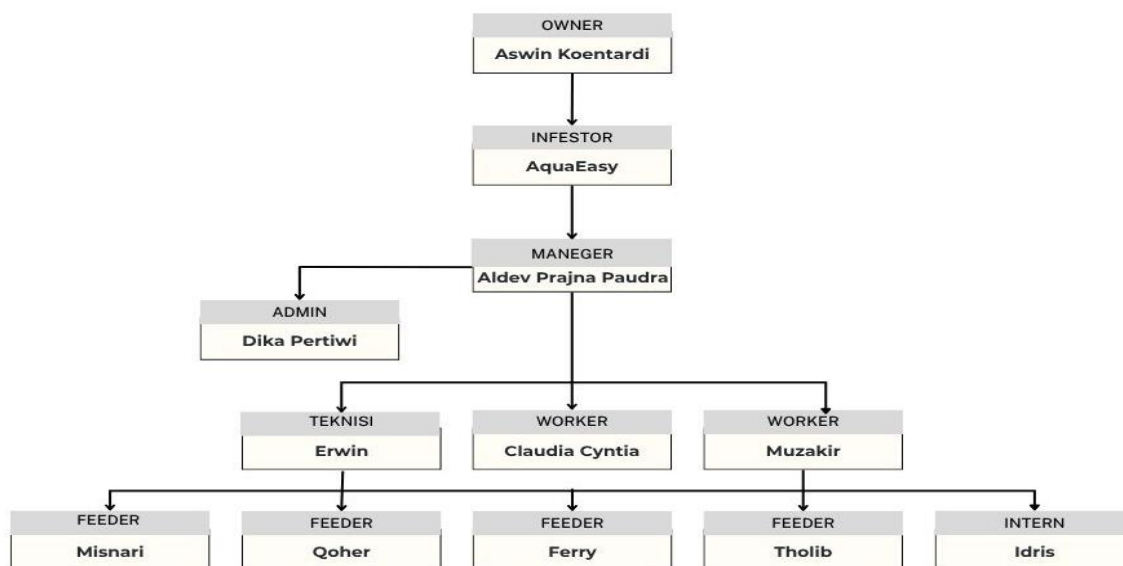 OWNER
Aswin Koentardi
INFESTOR
AquaEasy
MANEGER
Aldev Prajna Paudra
ADMIN
Dika Pertiwi
TEKNISI
Erwin
WORKER
Claudia Cyntia
WORKER
Muzakir
FEEDER
Misnari
FEEDER
Qoher
FEEDER
Ferry
FEEDER
Tholib
INTERN
Idris